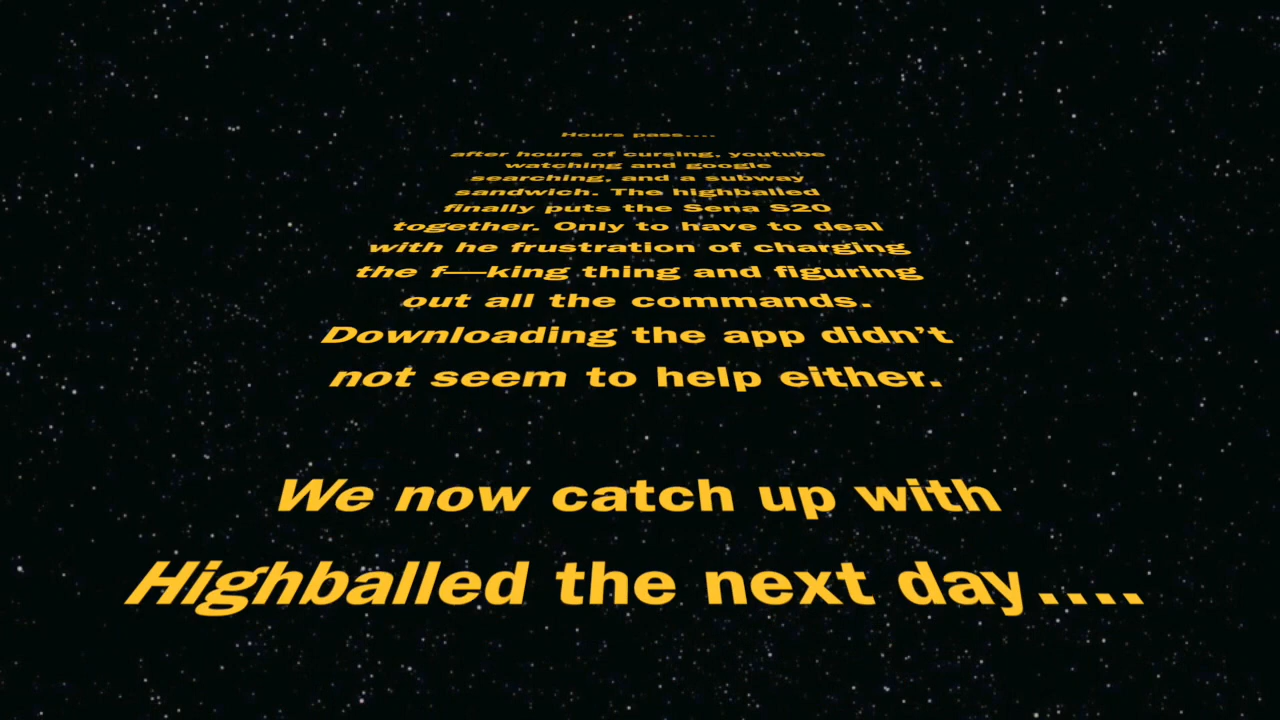 Hours pass....
after hours of cursing, youtube
watching and google
searching, and a subway
sandwich. The highballed
finally puts the Sena S20
together. Only to have to deal
with he frustration of charging
the f—king thing and figuring
out all the commands.
Downloading the app didn’t
not seem to help either.
We now catch up with
Highballed the next day....